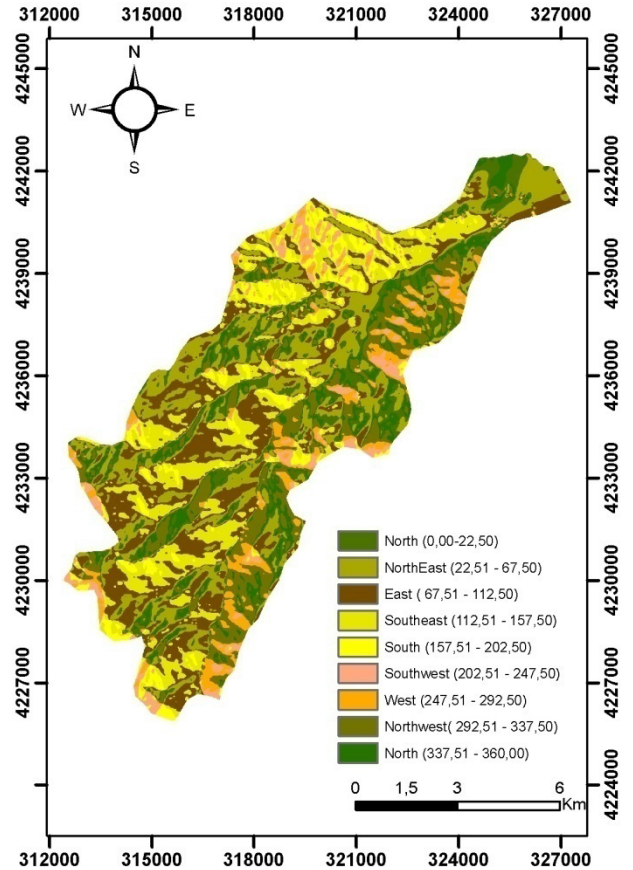 312000 315000 318000 321000 324000 327000
N
W E
S
4245000 4245000
4242000 4242000
4239000 4239000
4236000 4236000
4233000 4233000
4230000 4230000
4227000 4227000
4224000 4224000
North (0,00-22,50)
NorthEast (22,51 - 67,50)
East ( 67,51 - 112,50)
Southeast (112,51 - 157,50)
South (157,51 - 202,50)
Southwest (202,51 - 247,50)
West (247,51 - 292,50)
Northwest( 292,51 - 337,50)
North (337,51 - 360,00)
0 1,5 3 6
Km
312000 315000 318000 321000 324000 327000